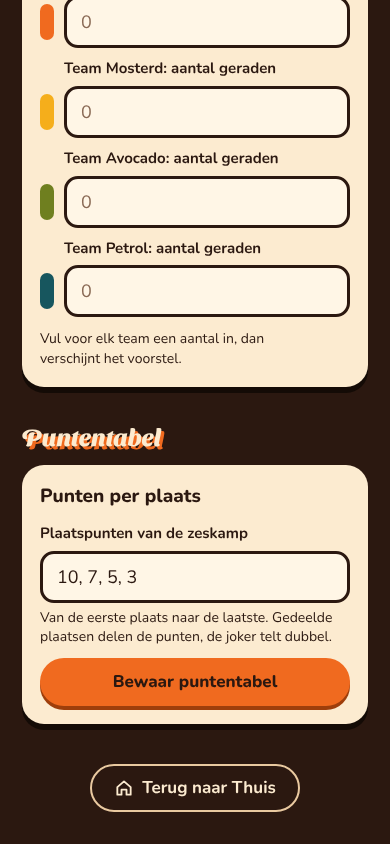 0
Team Mosterd: aantal geraden
0
Team Avocado: aantal geraden
0
Team Petrol: aantal geraden
0
Vul voor elk team een aantal in, dan
verschijnt het voorstel.
Puntentabel
Punten per plaats
Plaatspunten van de zeskamp
10, 7, 5, 3
Van de eerste plaats naar de laatste. Gedeelde
plaatsen delen de punten, de joker telt dubbel.
Bewaar puntentabel
Terug naar Thuis